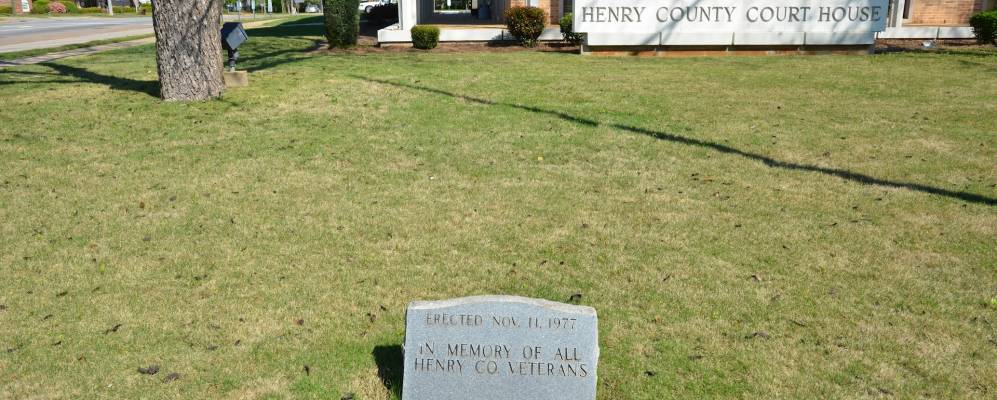 HENRY COUNTY COURT HOUSE
ERECTED NOV. 11, 1977
IN MEMORY OF ALL
HENRY CO. VETERANS